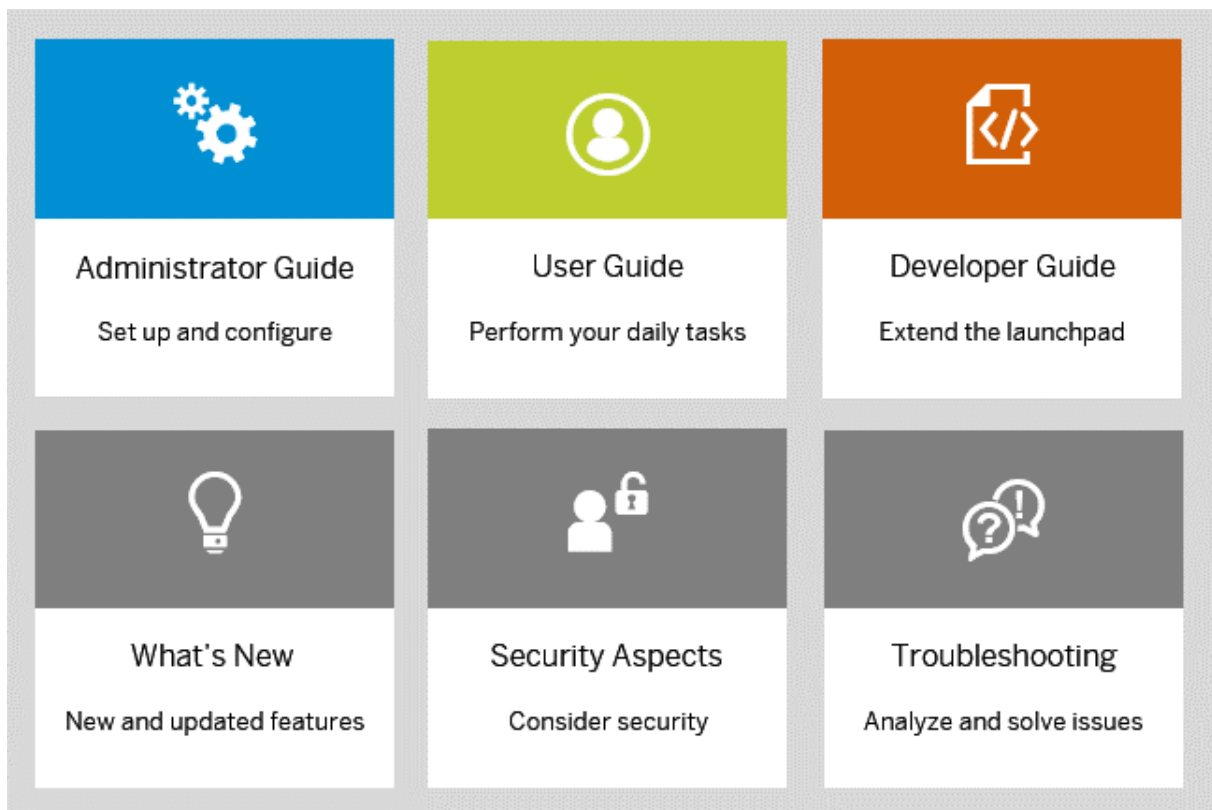 Administrator Guide
Set up and configure
User Guide
Perform your daily tasks
Developer Guide
Extend the launchpad
What's New
New and updated features
Security Aspects
Consider security
Troubleshooting
Analyze and solve issues